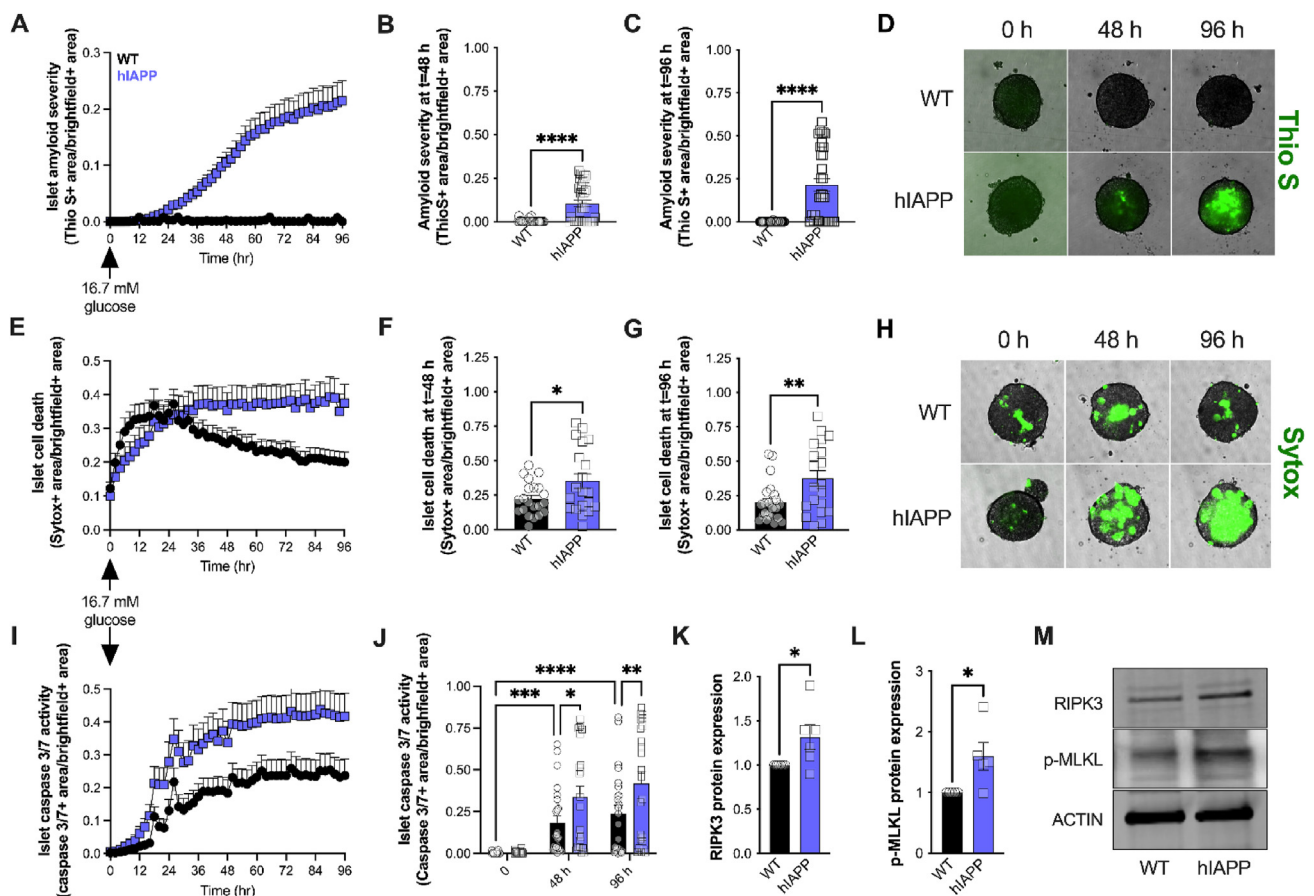 A
Islet amyloid severity
(Thio S+ area/brightfield+ area)
0.3
0.2
0.1
0.0
WT
hIAPP
0 12 24 36 48 60 72 84 96
Time (hr)
16.7 mM
glucose
B
Amyloid severity at t=48 h
(ThioS+ area/brightfield+ area)
1.00
0.75
0.50
0.25
0.00
****
WT
hIAPP
C
Amyloid severity at t=96 h
(Thio S+ area/brightfield+ area)
1.00
0.75
0.50
0.25
0.00
****
WT
hIAPP
D
0 h 48 h 96 h
WT
hIAPP
Thio S
E
Islet cell death
(Sytox+ area/brightfield+ area)
0.5
0.4
0.3
0.2
0.1
0.0
0 12 24 36 48 60 72 84 96
Time (hr)
16.7 mM
glucose
F
Islet cell death at t=48 h
(Sytox+ area/brightfield+ area)
1.25
1.00
0.75
0.50
0.25
0.00
*
WT
hIAPP
G
Islet cell death at t=96 h
(Sytox+ area/brightfield+ area)
1.25
1.00
0.75
0.50
0.25
0.00
**
WT
hIAPP
H
0 h 48 h 96 h
WT
hIAPP
Sytox
I
Islet caspase 3/7 activity
(caspase 3/7+ area/brightfield+ area)
0.5
0.4
0.3
0.2
0.1
0.0
0 12 24 36 48 60 72 84 96
Time (hr)
J
Islet caspase 3/7 activity
(Caspase 3/7+ area/brightfield+ area)
1.00
0.75
0.50
0.25
0.00
**** **
*** *
0 48 h 96 h
K
RIPK3 protein expression
2.0
1.5
1.0
0.5
0.0
*
WT
hIAPP
L
p-MLKL protein expression
3
2
1
0
*
WT
hIAPP
M
RIPK3
p-MLKL
ACTIN
WT hIAPP